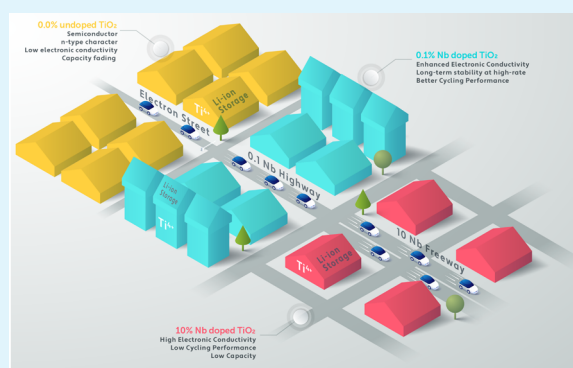 0.0% undoped TiO₂
Semiconductor
n-type character
Low electronic conductivity
Capacity fading
0.1% Nb doped TiO₂
Enhanced Electronic Conductivity
Long-term stability at high-rate
Better Cycling Performance
Electron Street
Ti⁴⁺
Li-ion
Storage
0.1 Nb Highway
Li-ion
Storage
Ti⁴⁺
10 Nb Freeway
Ti⁴⁺
Li-ion
Storage
10% Nb doped TiO₂
High Electronic Conductivity
Low Cycling Performance
Low Capacity